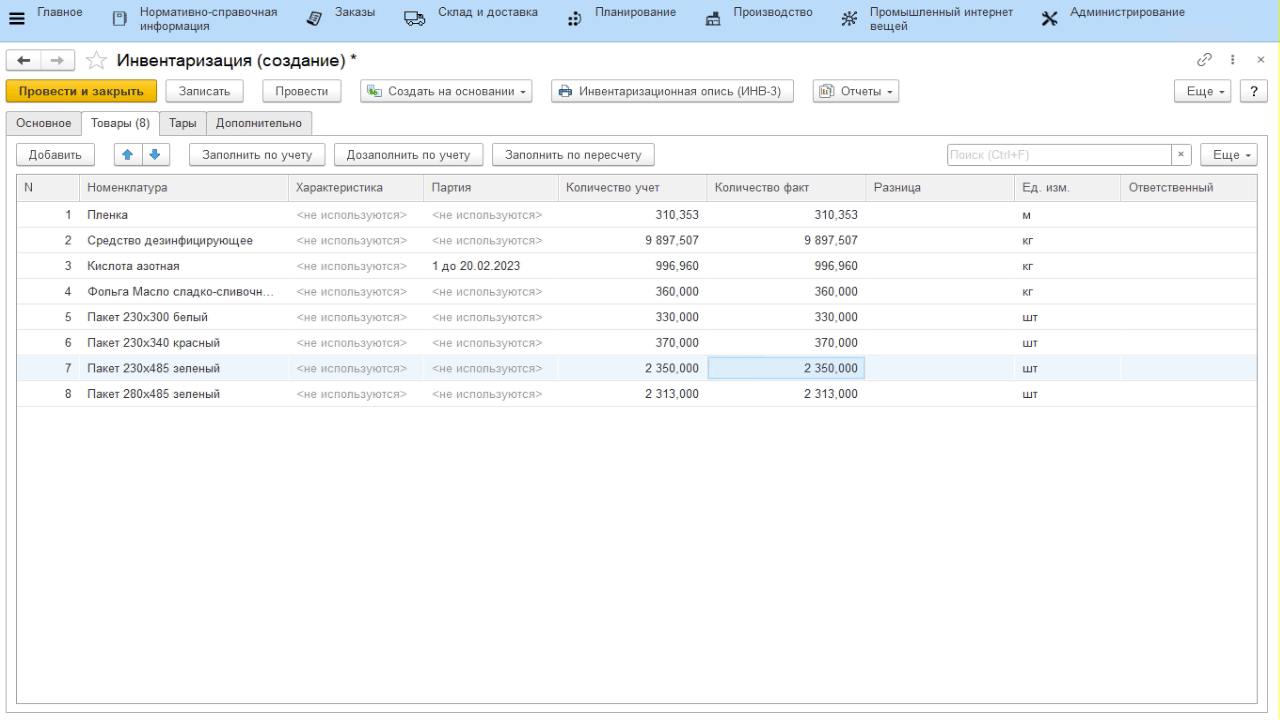 Главное
Нормативно-справочная информация
Заказы
Склад и доставка
Планирование
Производство
Промышленный интернет вещей
Администрирование
Инвентаризация (создание) *
Провести и закрыть Записать Провести Создать на основании Инвентаризационная опись (ИНВ-3) Отчеты Еще ?
Основное Товары (8) Тары Дополнительно
Добавить Заполнить по учету Дозаполнить по учету Заполнить по пересчету Поиск (Ctrl+F) × Еще
N Номенклатура Характеристика Партия Количество учет Количество факт Разница Ед. изм. Ответственный
1 Пленка <не используются> <не используются> 310,353 310,353 м
2 Средство дезинфицирующее <не используются> <не используются> 9 897,507 9 897,507 кг
3 Кислота азотная <не используются> 1 до 20.02.2023 996,960 996,960 кг
4 Фольга Масло сладко-сливочн... <не используются> <не используются> 360,000 360,000 кг
5 Пакет 230х300 белый <не используются> <не используются> 330,000 330,000 шт
6 Пакет 230х340 красный <не используются> <не используются> 370,000 370,000 шт
7 Пакет 230х485 зеленый <не используются> <не используются> 2 350,000 2 350,000 шт
8 Пакет 280х485 зеленый <не используются> <не используются> 2 313,000 2 313,000 шт